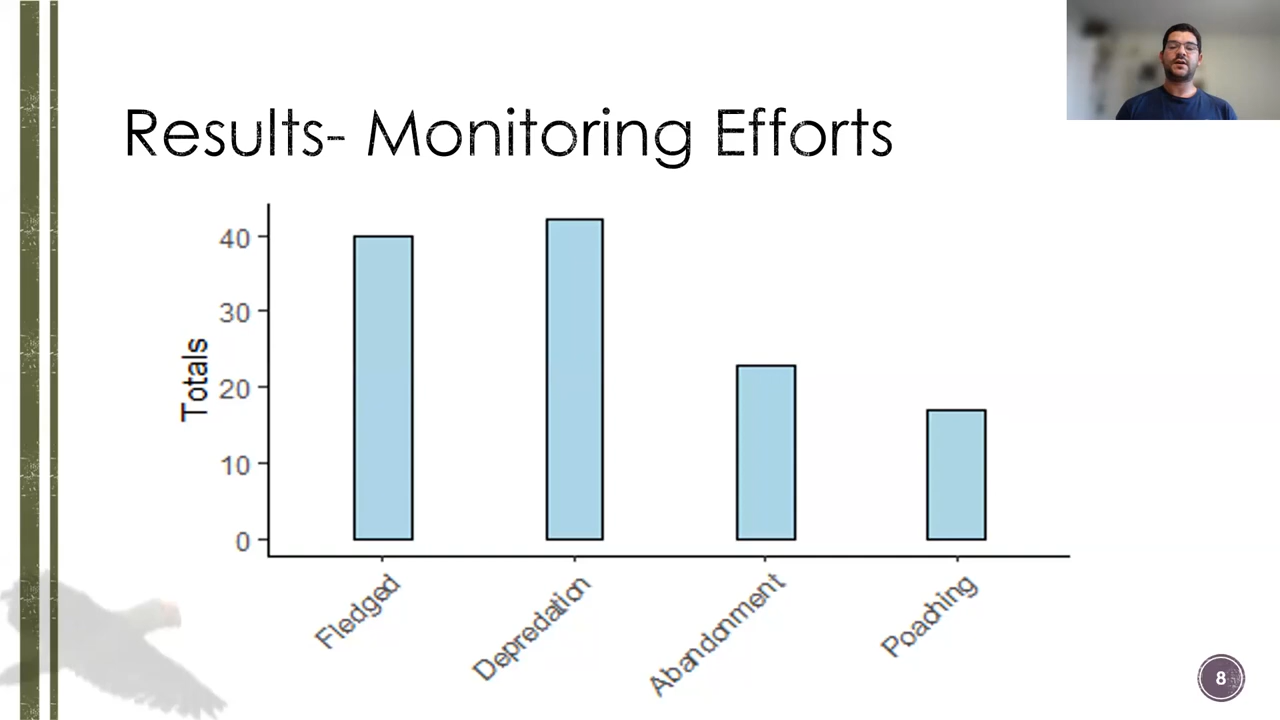 Results- Monitoring Efforts
40
30
20
10
0
Totals
Fledged
Depredation
Abandonment
Poaching
8